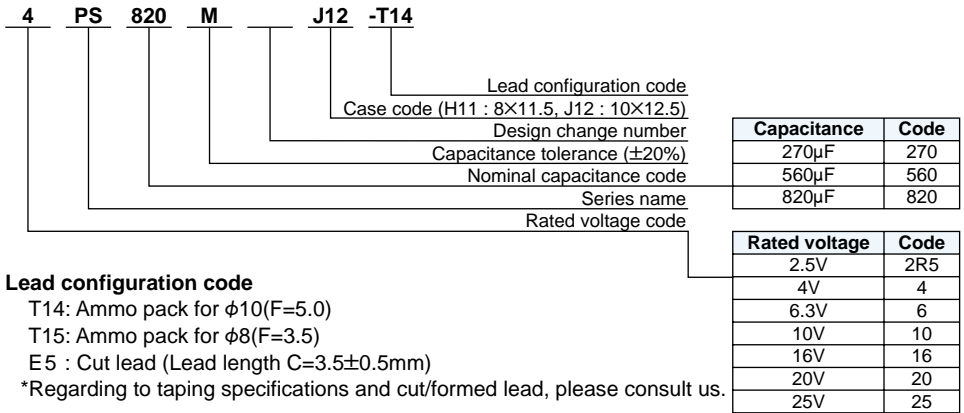 4 PS 820 M J12 -T14
Lead configuration code
Case code (H11 : 8×11.5, J12 : 10×12.5)
Design change number
Capacitance tolerance (±20%)
Nominal capacitance code
Series name
Rated voltage code
Capacitance Code
270µF 270
560µF 560
820µF 820
Rated voltage Code
2.5V 2R5
4V 4
6.3V 6
10V 10
16V 16
20V 20
25V 25
Lead configuration code
T14: Ammo pack for φ10(F=5.0)
T15: Ammo pack for φ8(F=3.5)
E5 : Cut lead (Lead length C=3.5±0.5mm)
*Regarding to taping specifications and cut/formed lead, please consult us.